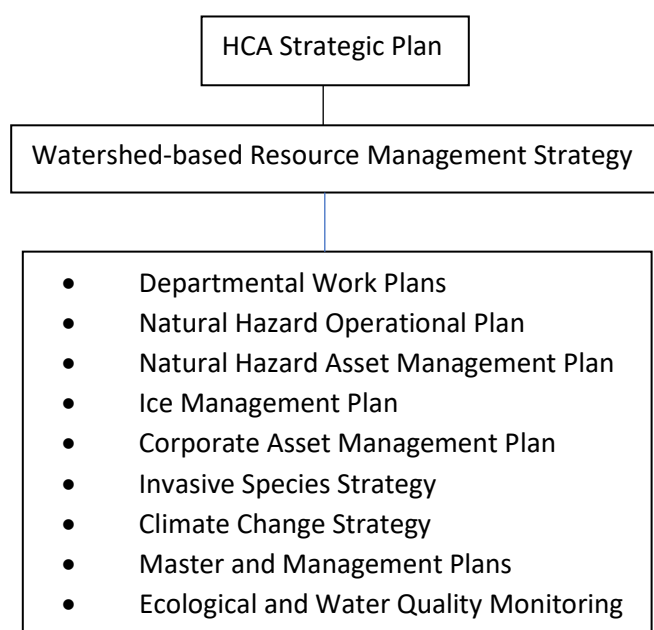 HCA Strategic Plan
Watershed-based Resource Management Strategy
• Departmental Work Plans
• Natural Hazard Operational Plan
• Natural Hazard Asset Management Plan
• Ice Management Plan
• Corporate Asset Management Plan
• Invasive Species Strategy
• Climate Change Strategy
• Master and Management Plans
• Ecological and Water Quality Monitoring